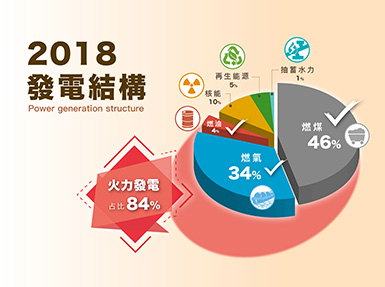 2018
發電結構
Power generation structure
抽蓄水力
1%
再生能源
5%
核能
10%
燃油
4%
燃煤
46%
燃氣
34%
火力發電
占比84%